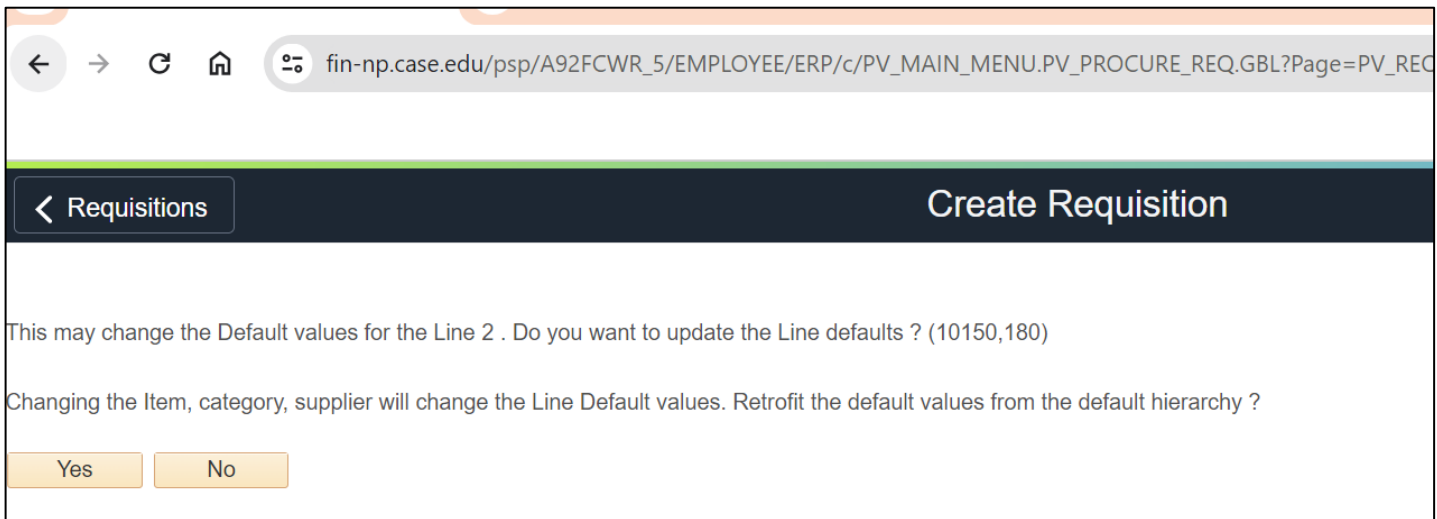 fin-np.case.edu/psp/A92FCWR_5/EMPLOYEE/ERP/c/PV_MAIN_MENU.PV_PROCURE_REQ.GBL?Page=PV_REC
Requisitions
Create Requisition
This may change the Default values for the Line 2 . Do you want to update the Line defaults ? (10150,180)
Changing the Item, category, supplier will change the Line Default values. Retrofit the default values from the default hierarchy ?
Yes No